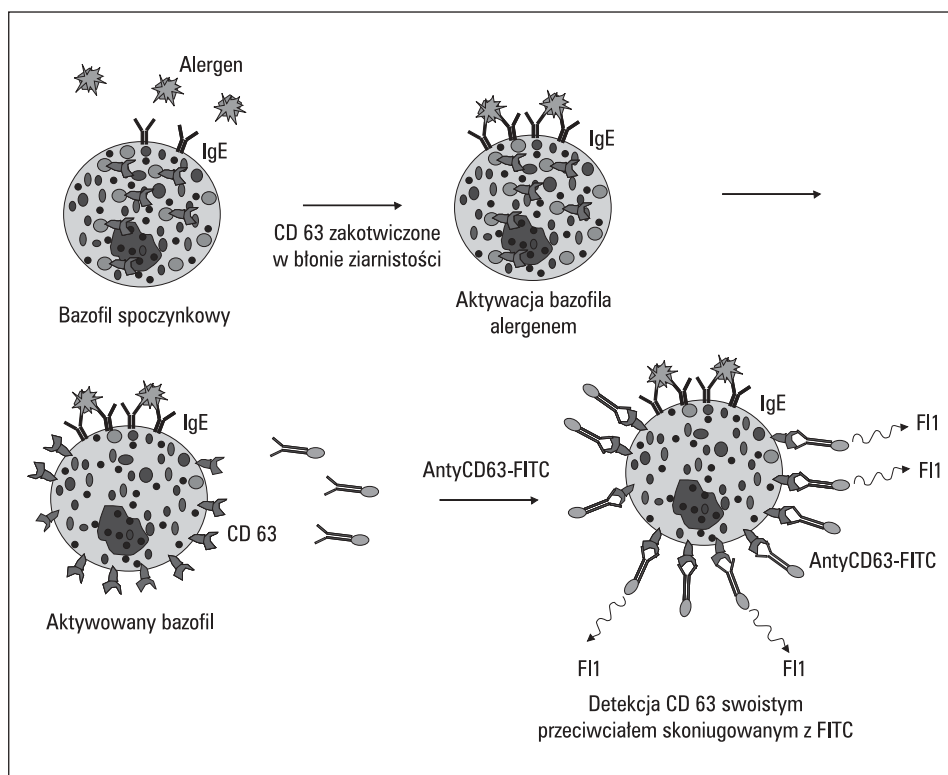 Alergen
IgE
IgE
CD 63 zakotwiczone
w błonie ziarnistości
Bazofil spoczynkowy
Aktywacja bazofila
alergenem
IgE
IgE
Fl1
AntyCD63-FITC
Fl1
CD 63
AntyCD63-FITC
Aktywowany bazofil
Fl1
Fl1
Detekcja CD 63 swoistym
przeciwciałem skoniugowanym z FITC